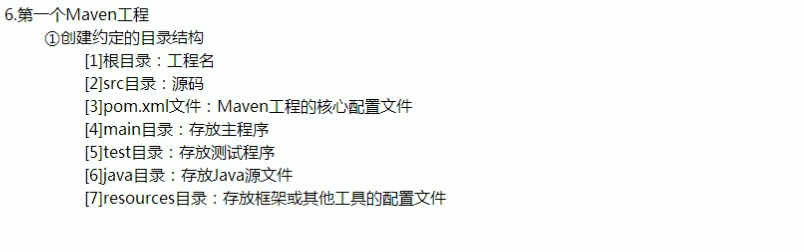 6.第一个Maven工程
①创建约定的目录结构
[1]根目录：工程名
[2]src目录：源码
[3]pom.xml文件：Maven工程的核心配置文件
[4]main目录：存放主程序
[5]test目录：存放测试程序
[6]java目录：存放Java源文件
[7]resources目录：存放框架或其他工具的配置文件